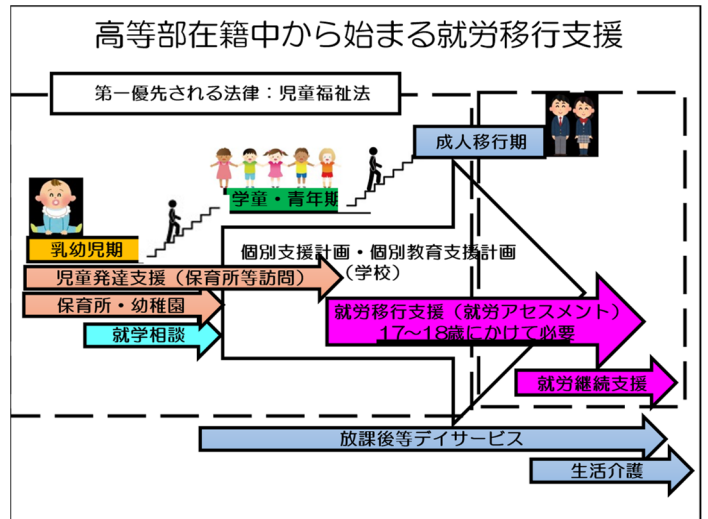 高等部在籍中から始まる就労移行支援
第一優先される法律：児童福祉法
成人移行期
学童・青年期
乳幼児期
個別支援計画・個別教育支援計画
（学校）
児童発達支援（保育所等訪問）
保育所・幼稚園
就学相談
就労移行支援（就労アセスメント）
17～18歳にかけて必要
就労継続支援
放課後等デイサービス
生活介護